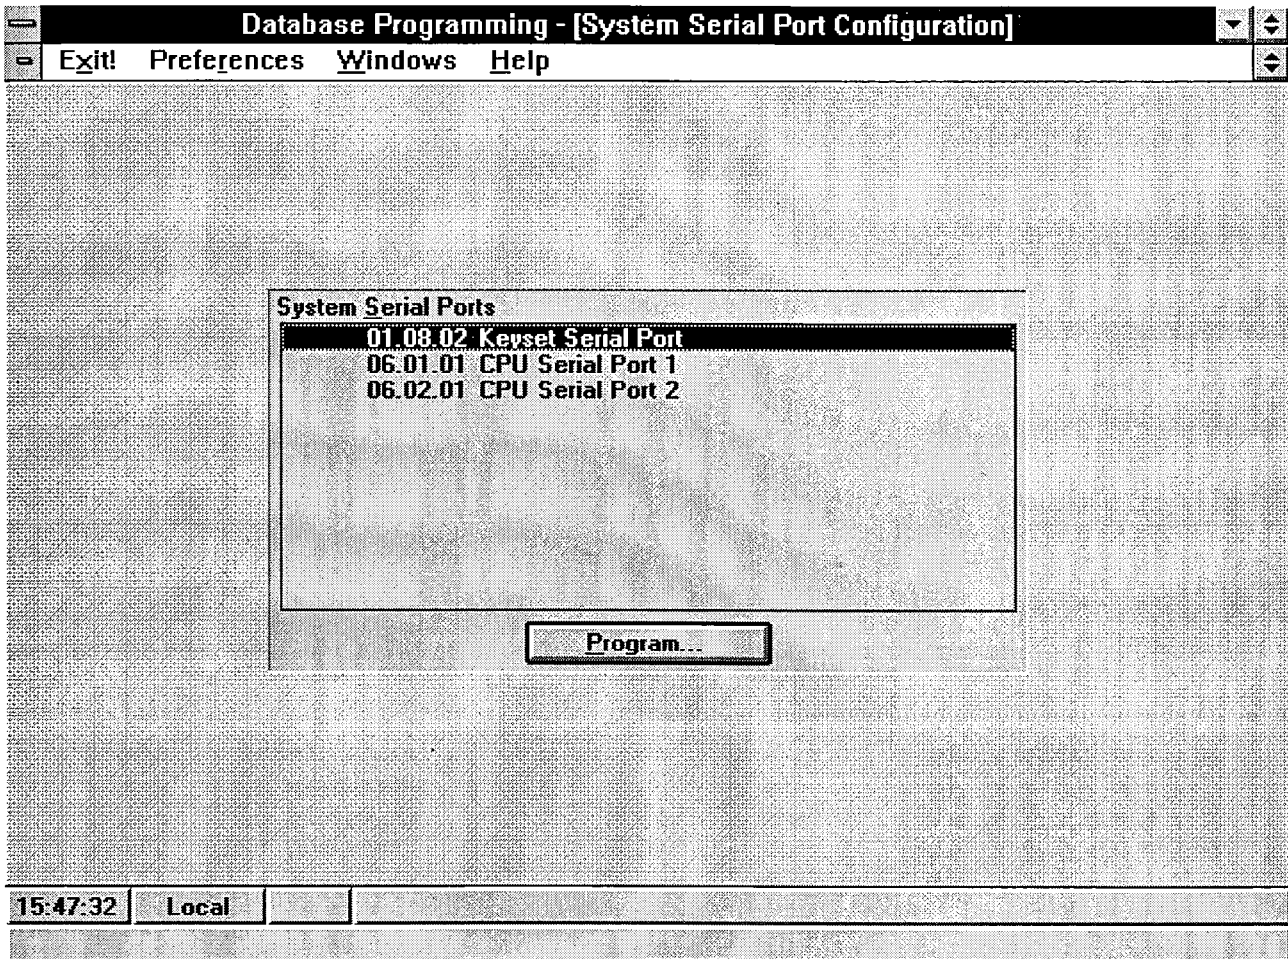 Database Programming - [System Serial Port Configuration]
Exit! Preferences Windows Help
System Serial Ports
01.08.02 Keyset Serial Port
06.01.01 CPU Serial Port 1
06.02.01 CPU Serial Port 2
Program...
15:47:32 Local